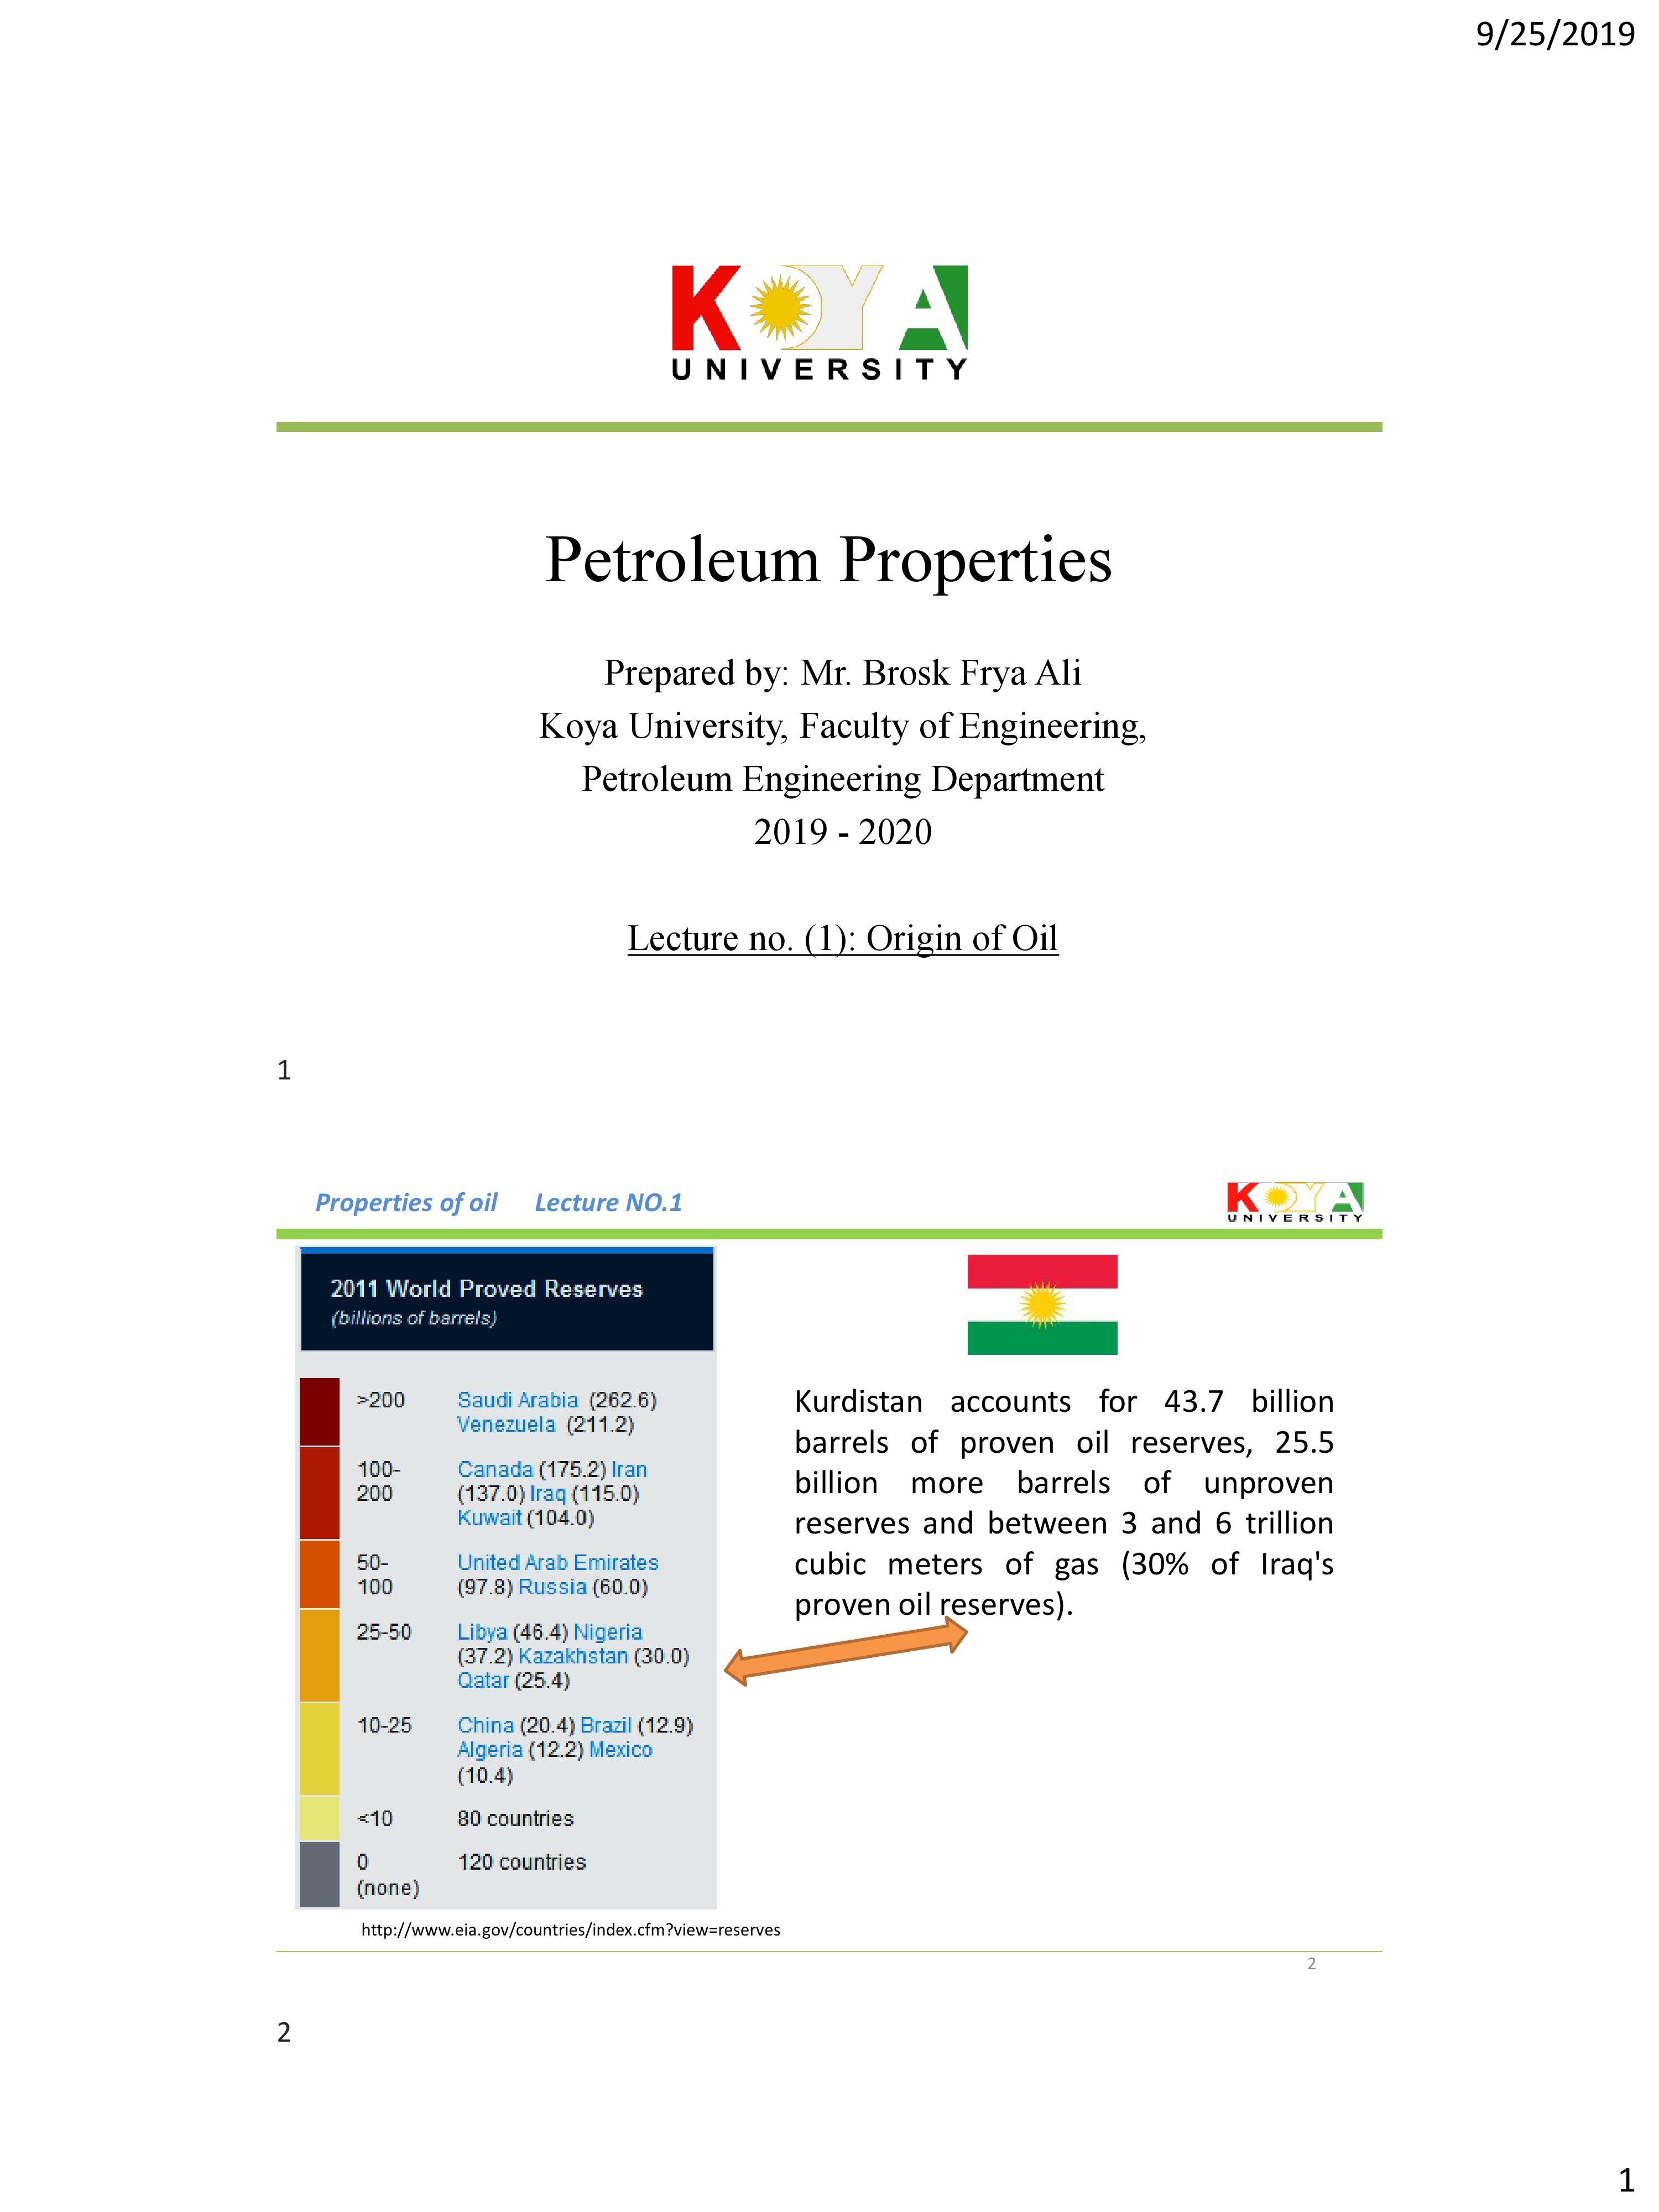 9/25/2019
KOYA
UNIVERSITY
Petroleum Properties
Prepared by: Mr. Brosk Frya Ali
Koya University, Faculty of Engineering,
Petroleum Engineering Department
2019 - 2020
Lecture no. (1): Origin of Oil
1
Properties of oil Lecture NO.1
KOYA
UNIVERSITY
2011 World Proved Reserves
(billions of barrels)
>200 Saudi Arabia (262.6)
Venezuela (211.2)
100- Canada (175.2) Iran
200 (137.0) Iraq (115.0)
Kuwait (104.0)
50- United Arab Emirates
100 (97.8) Russia (60.0)
25-50 Libya (46.4) Nigeria
(37.2) Kazakhstan (30.0)
Qatar (25.4)
10-25 China (20.4) Brazil (12.9)
Algeria (12.2) Mexico
(10.4)
<10 80 countries
0 120 countries
(none)
http://www.eia.gov/countries/index.cfm?view=reserves
Kurdistan accounts for 43.7 billion
barrels of proven oil reserves, 25.5
billion more barrels of unproven
reserves and between 3 and 6 trillion
cubic meters of gas (30% of Iraq's
proven oil reserves).
2
2
1